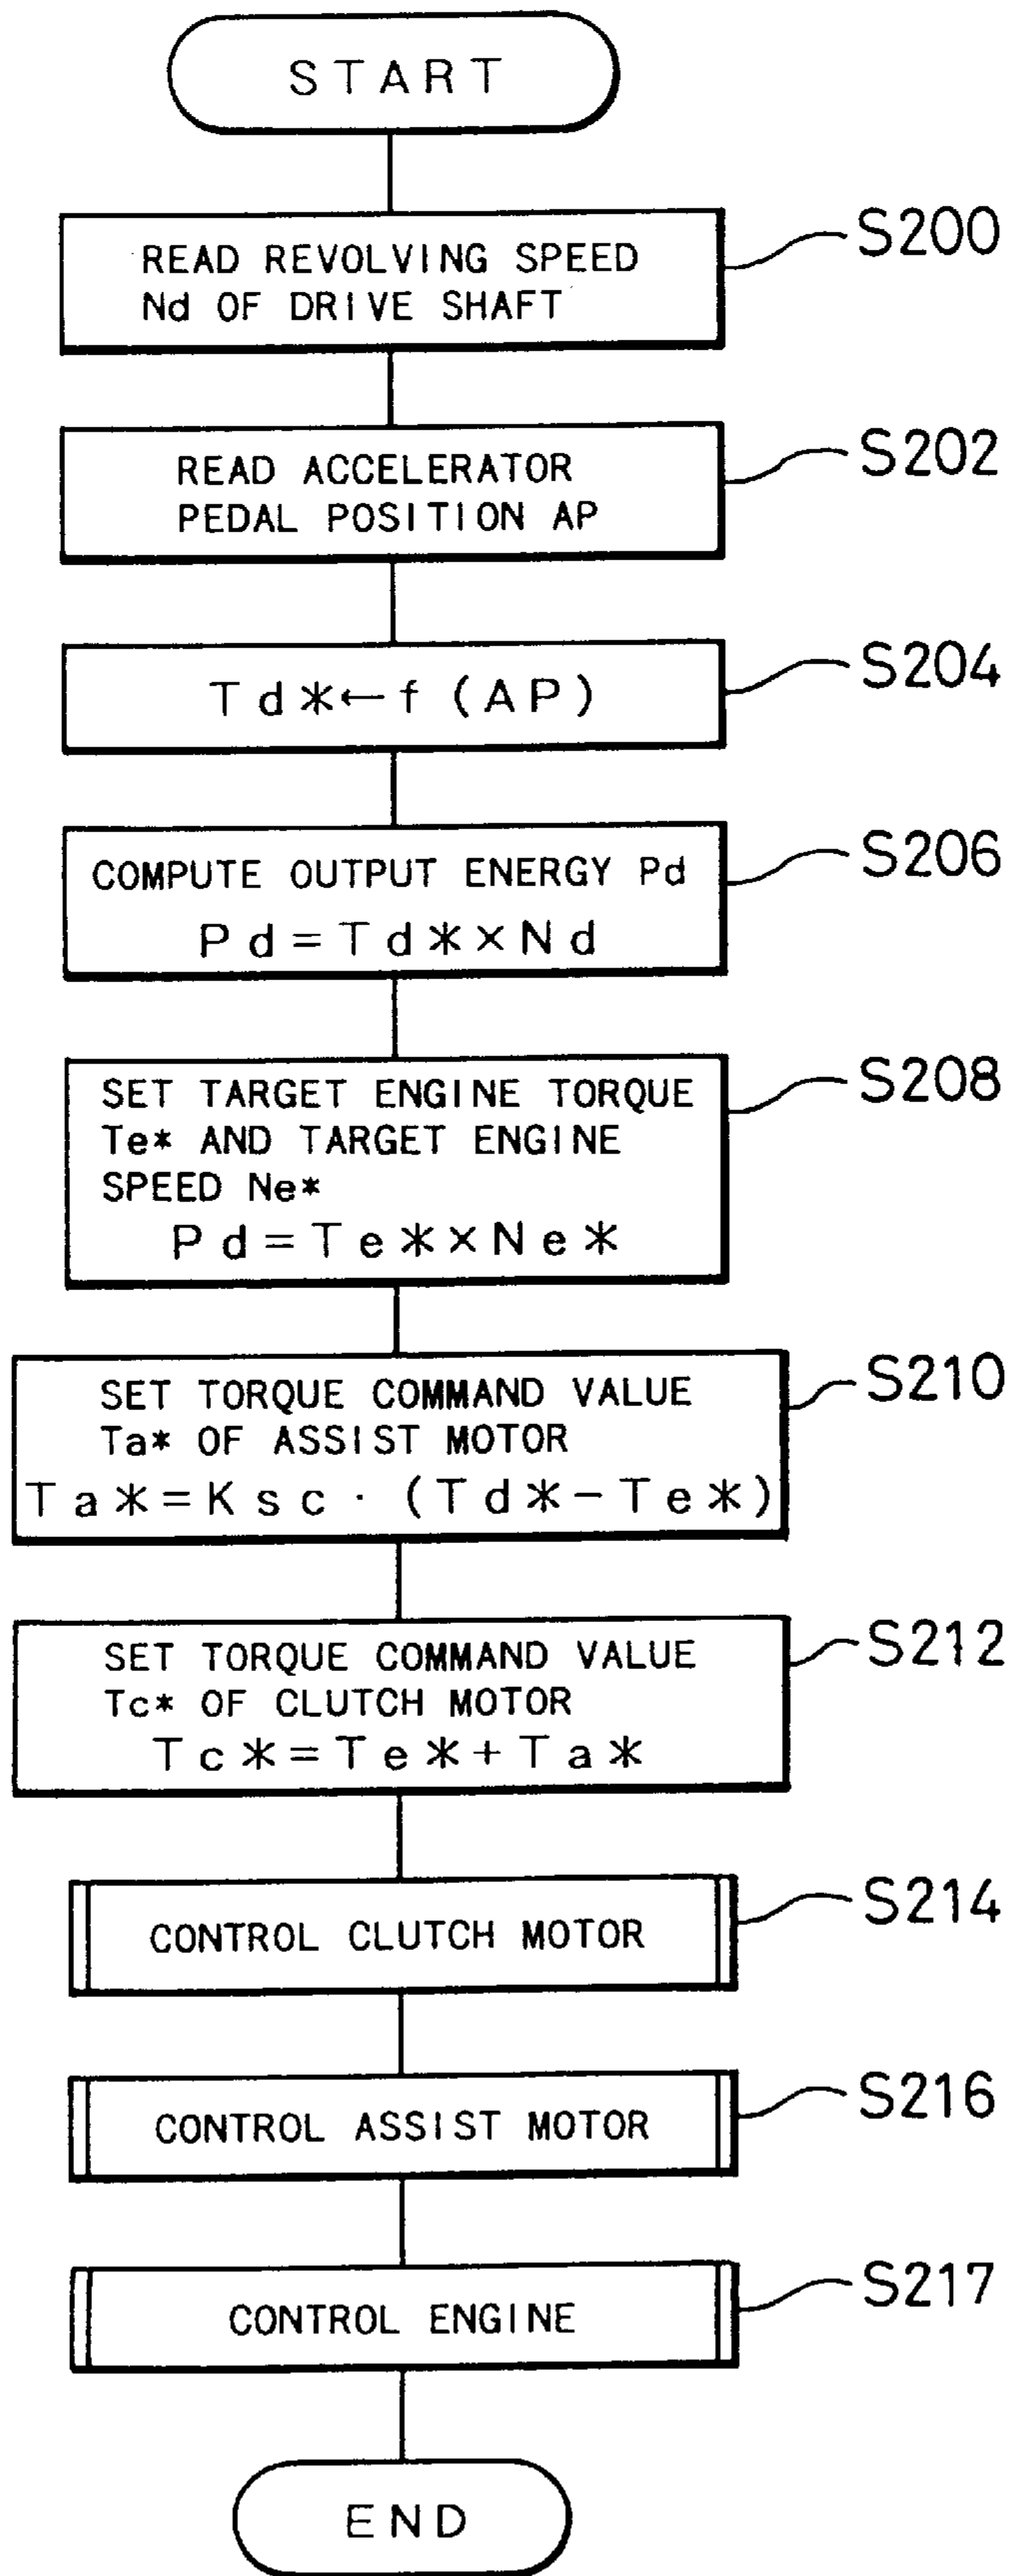 START
READ REVOLVING SPEED
Nd OF DRIVE SHAFT
S200
READ ACCELERATOR
PEDAL POSITION AP
S202
Td*←f(AP)
S204
COMPUTE OUTPUT ENERGY Pd
Pd=Td*×Nd
S206
SET TARGET ENGINE TORQUE
Te* AND TARGET ENGINE
SPEED Ne*
Pd=Te*×Ne*
S208
SET TORQUE COMMAND VALUE
Ta* OF ASSIST MOTOR
Ta*=Ksc·(Td*-Te*)
S210
SET TORQUE COMMAND VALUE
Tc* OF CLUTCH MOTOR
Tc*=Te*+Ta*
S212
CONTROL CLUTCH MOTOR
S214
CONTROL ASSIST MOTOR
S216
CONTROL ENGINE
S217
END